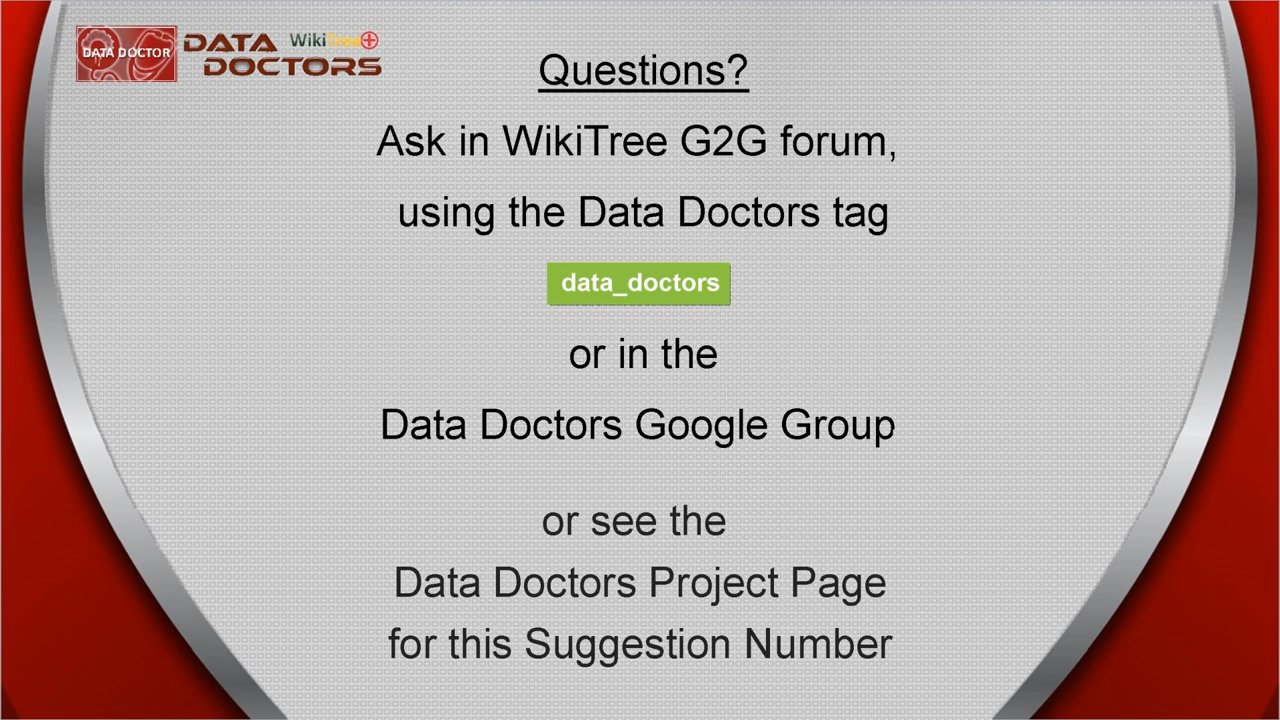 DATA DOCTOR
DATA WikiTree
DOCTORS
Questions?
Ask in WikiTree G2G forum,
using the Data Doctors tag
data_doctors
or in the
Data Doctors Google Group
or see the
Data Doctors Project Page
for this Suggestion Number